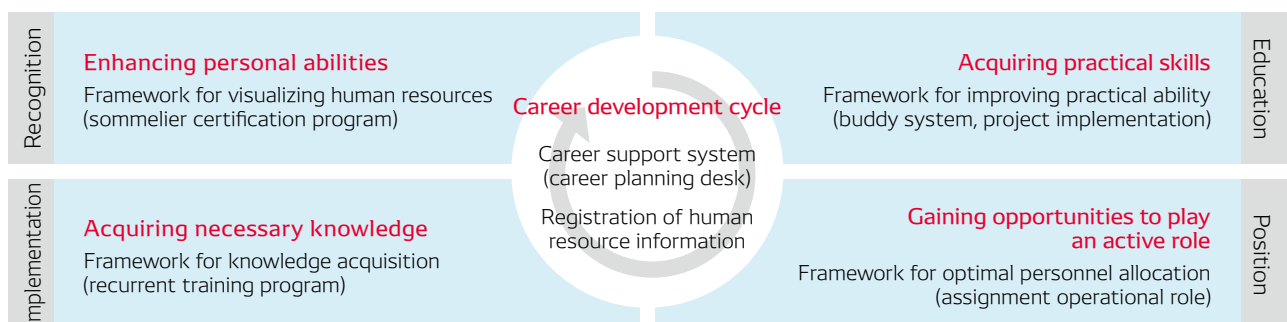 Recognition
Enhancing personal abilities
Framework for visualizing human resources
(sommelier certification program)
Career development cycle
Career support system
(career planning desk)
Registration of human
resource information
Acquiring practical skills
Framework for improving practical ability
(buddy system, project implementation)
Education
mplementation
Acquiring necessary knowledge
Framework for knowledge acquisition
(recurrent training program)
Gaining opportunities to play
an active role
Framework for optimal personnel allocation
(assignment operational role)
Position